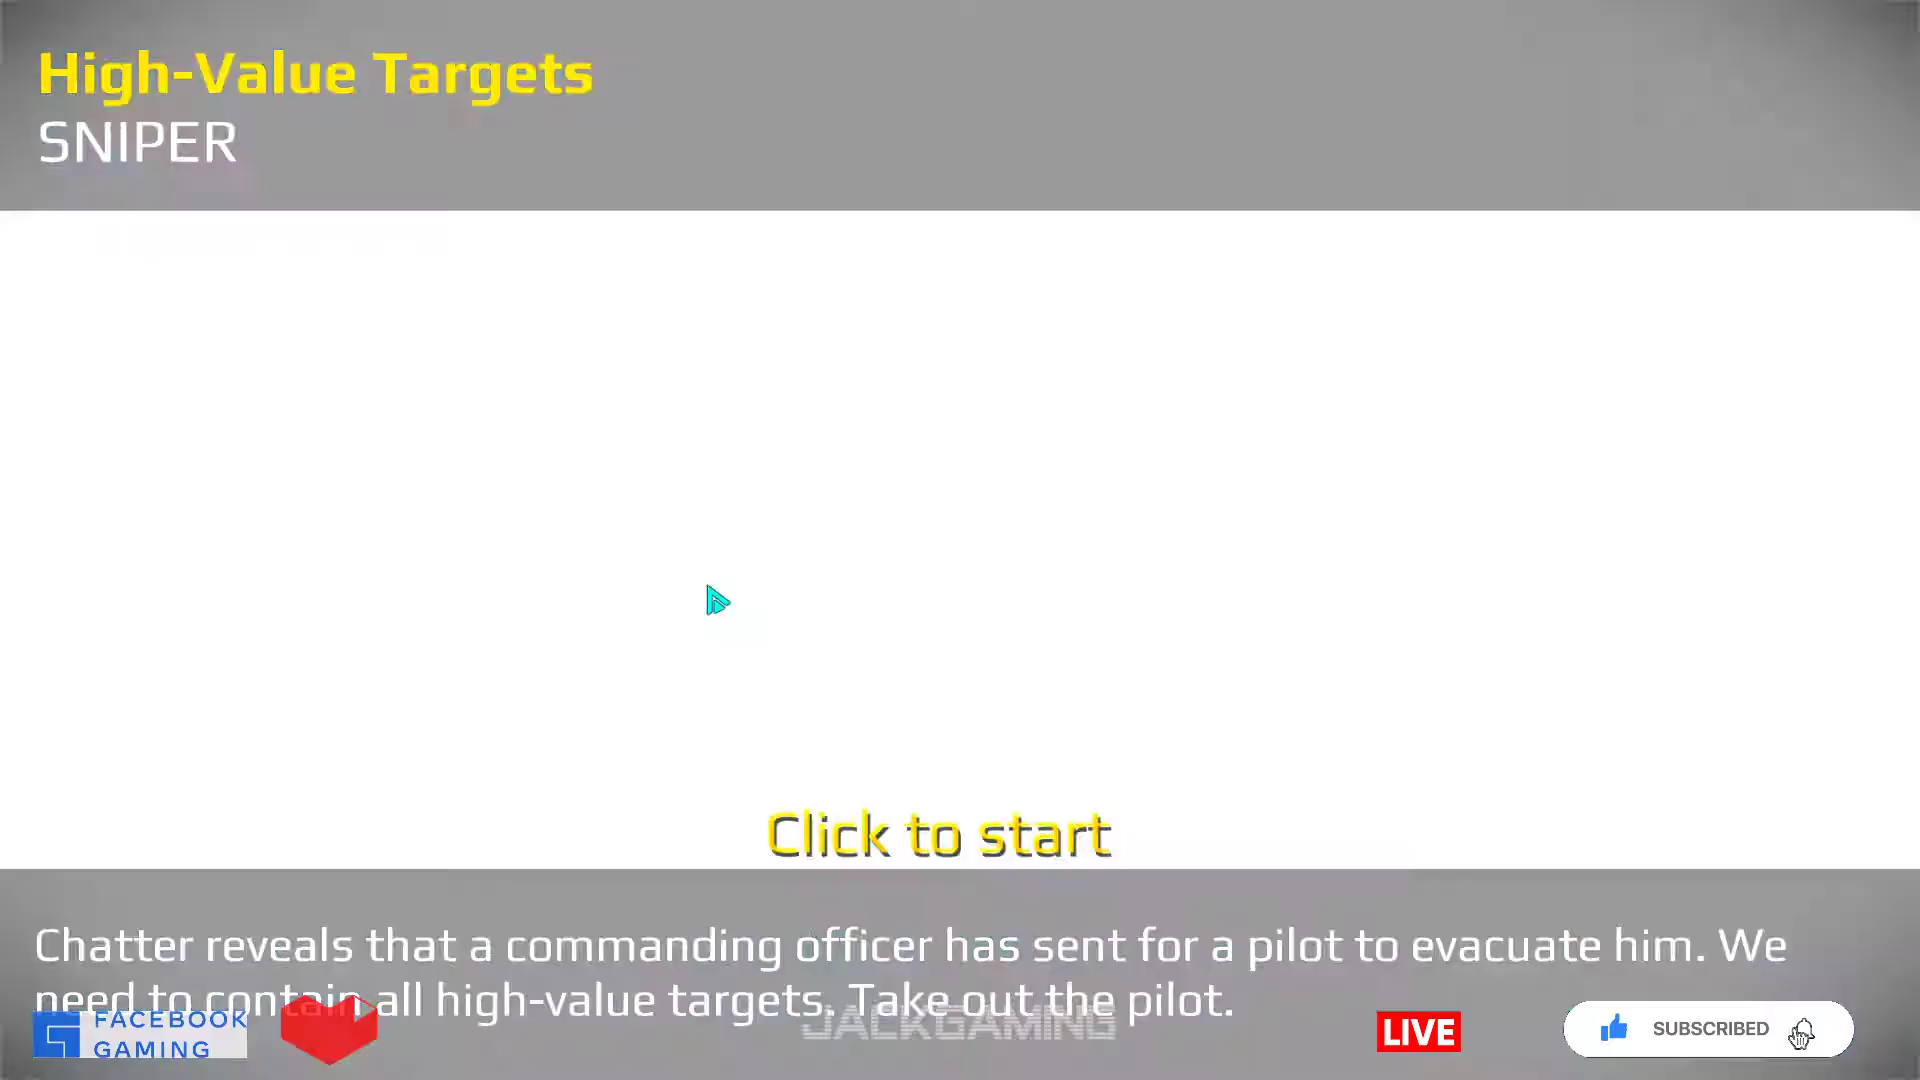 High-Value Targets
SNIPER
Click to start
Chatter reveals that a commanding officer has sent for a pilot to evacuate him. We
need to contain all high-value targets. Take out the pilot.
FACEBOOK
GAMING
JACKGAMING
LIVE
SUBSCRIBED